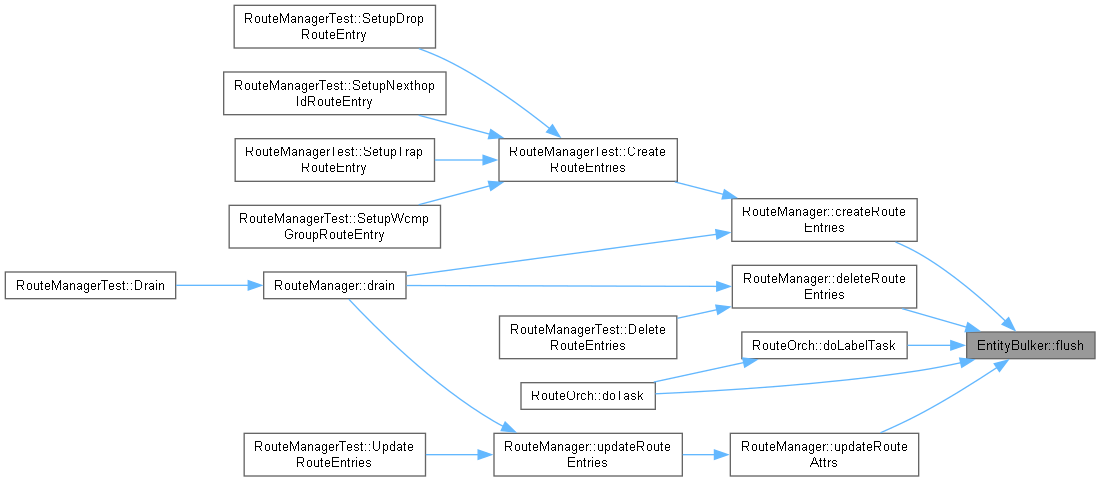 RouteManagerTest::SetupDrop
RouteEntry
RouteManagerTest::SetupNexthop
IdRouteEntry
RouteManagerTest::SetupTrap
RouteEntry
RouteManagerTest::SetupWcmp
GroupRouteEntry
RouteManagerTest::Create
RouteEntries
RouteManager::createRoute
Entries
RouteManagerTest::Drain
RouteManager::drain
RouteManager::deleteRoute
Entries
RouteManagerTest::Delete
RouteEntries
RouteOrch::doLabelTask
EntityBulker::flush
RouteOrch::doTask
RouteManagerTest::Update
RouteEntries
RouteManager::updateRoute
Entries
RouteManager::updateRoute
Attrs